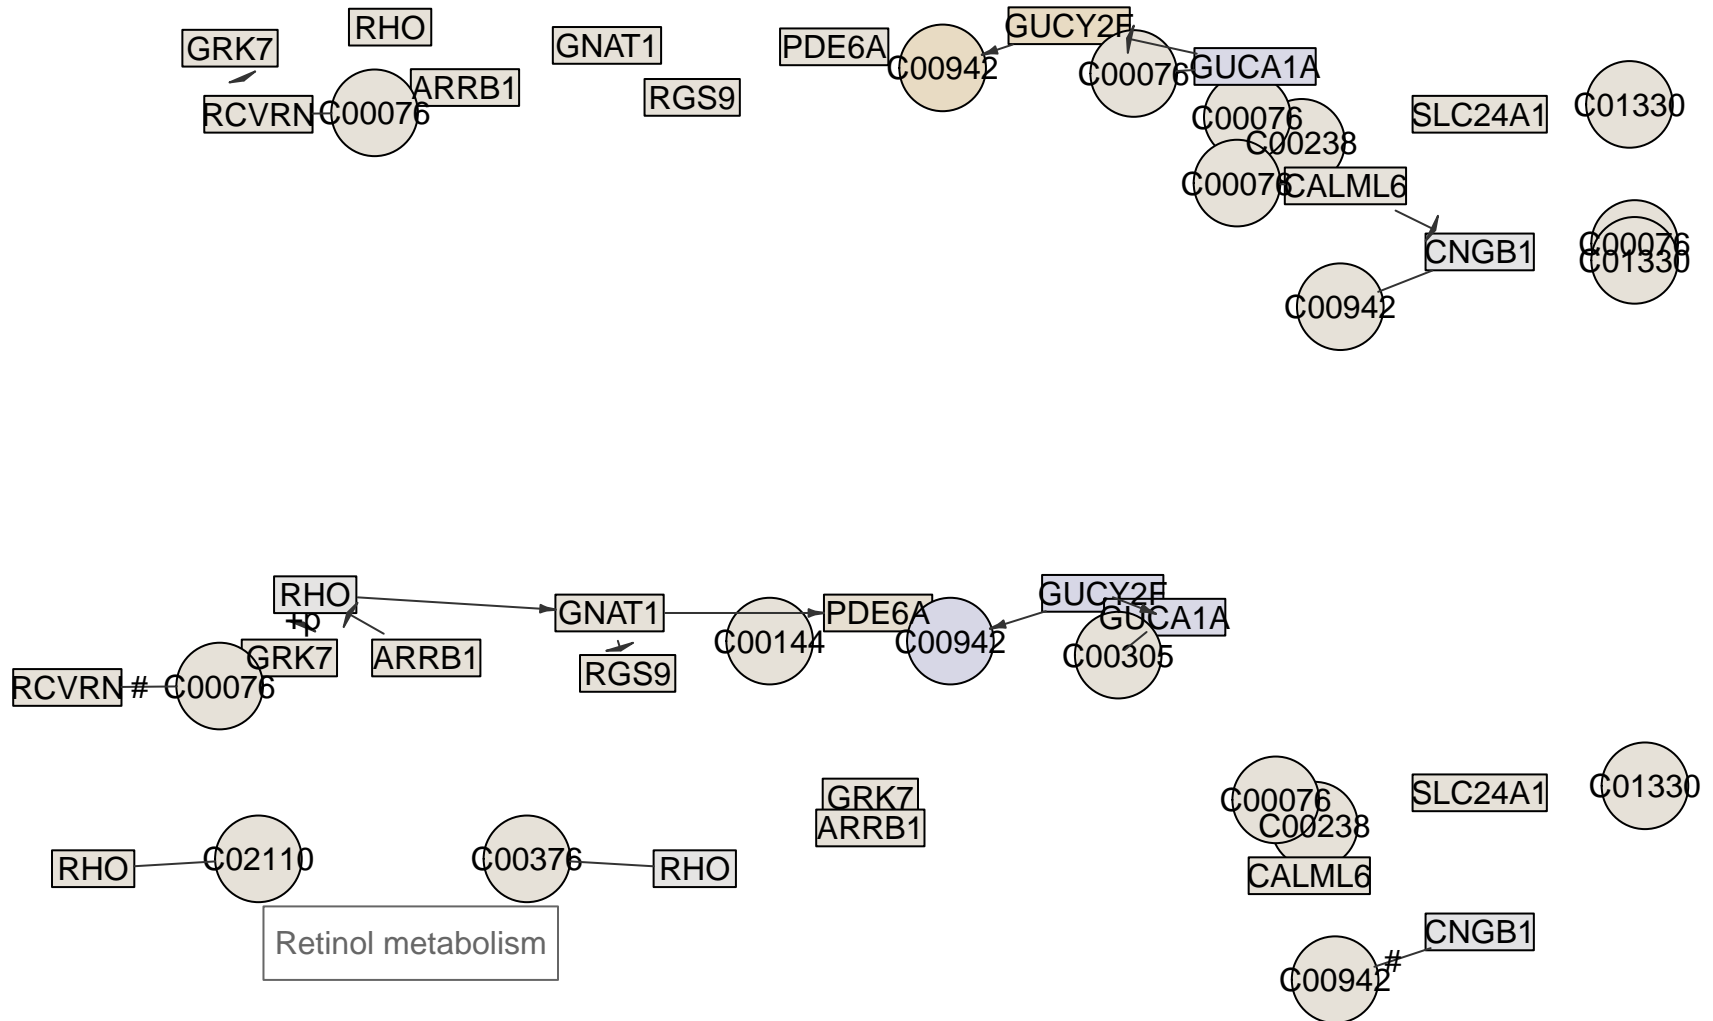 RHO
GRK7
GNAT1
PDE6A
GUCY2F
C00942
C00076
GUCA1A
RCVRN
C00076
ARRB1
RGS9
C00076
C00238
SLC24A1
C01330
C00076
CALML6
CNGB1
C00076
C01330
C00942
RHO
+p
GNAT1
PDE6A
GUCY2F
GUCA1A
GRK7
ARRB1
RGS9
C00144
C00942
C00305
RCVRN
#
C00076
GRK7
ARRB1
C00076
C00238
SLC24A1
C01330
RHO
C02110
C00376
RHO
CALML6
Retinol metabolism
CNGB1
#
C00942